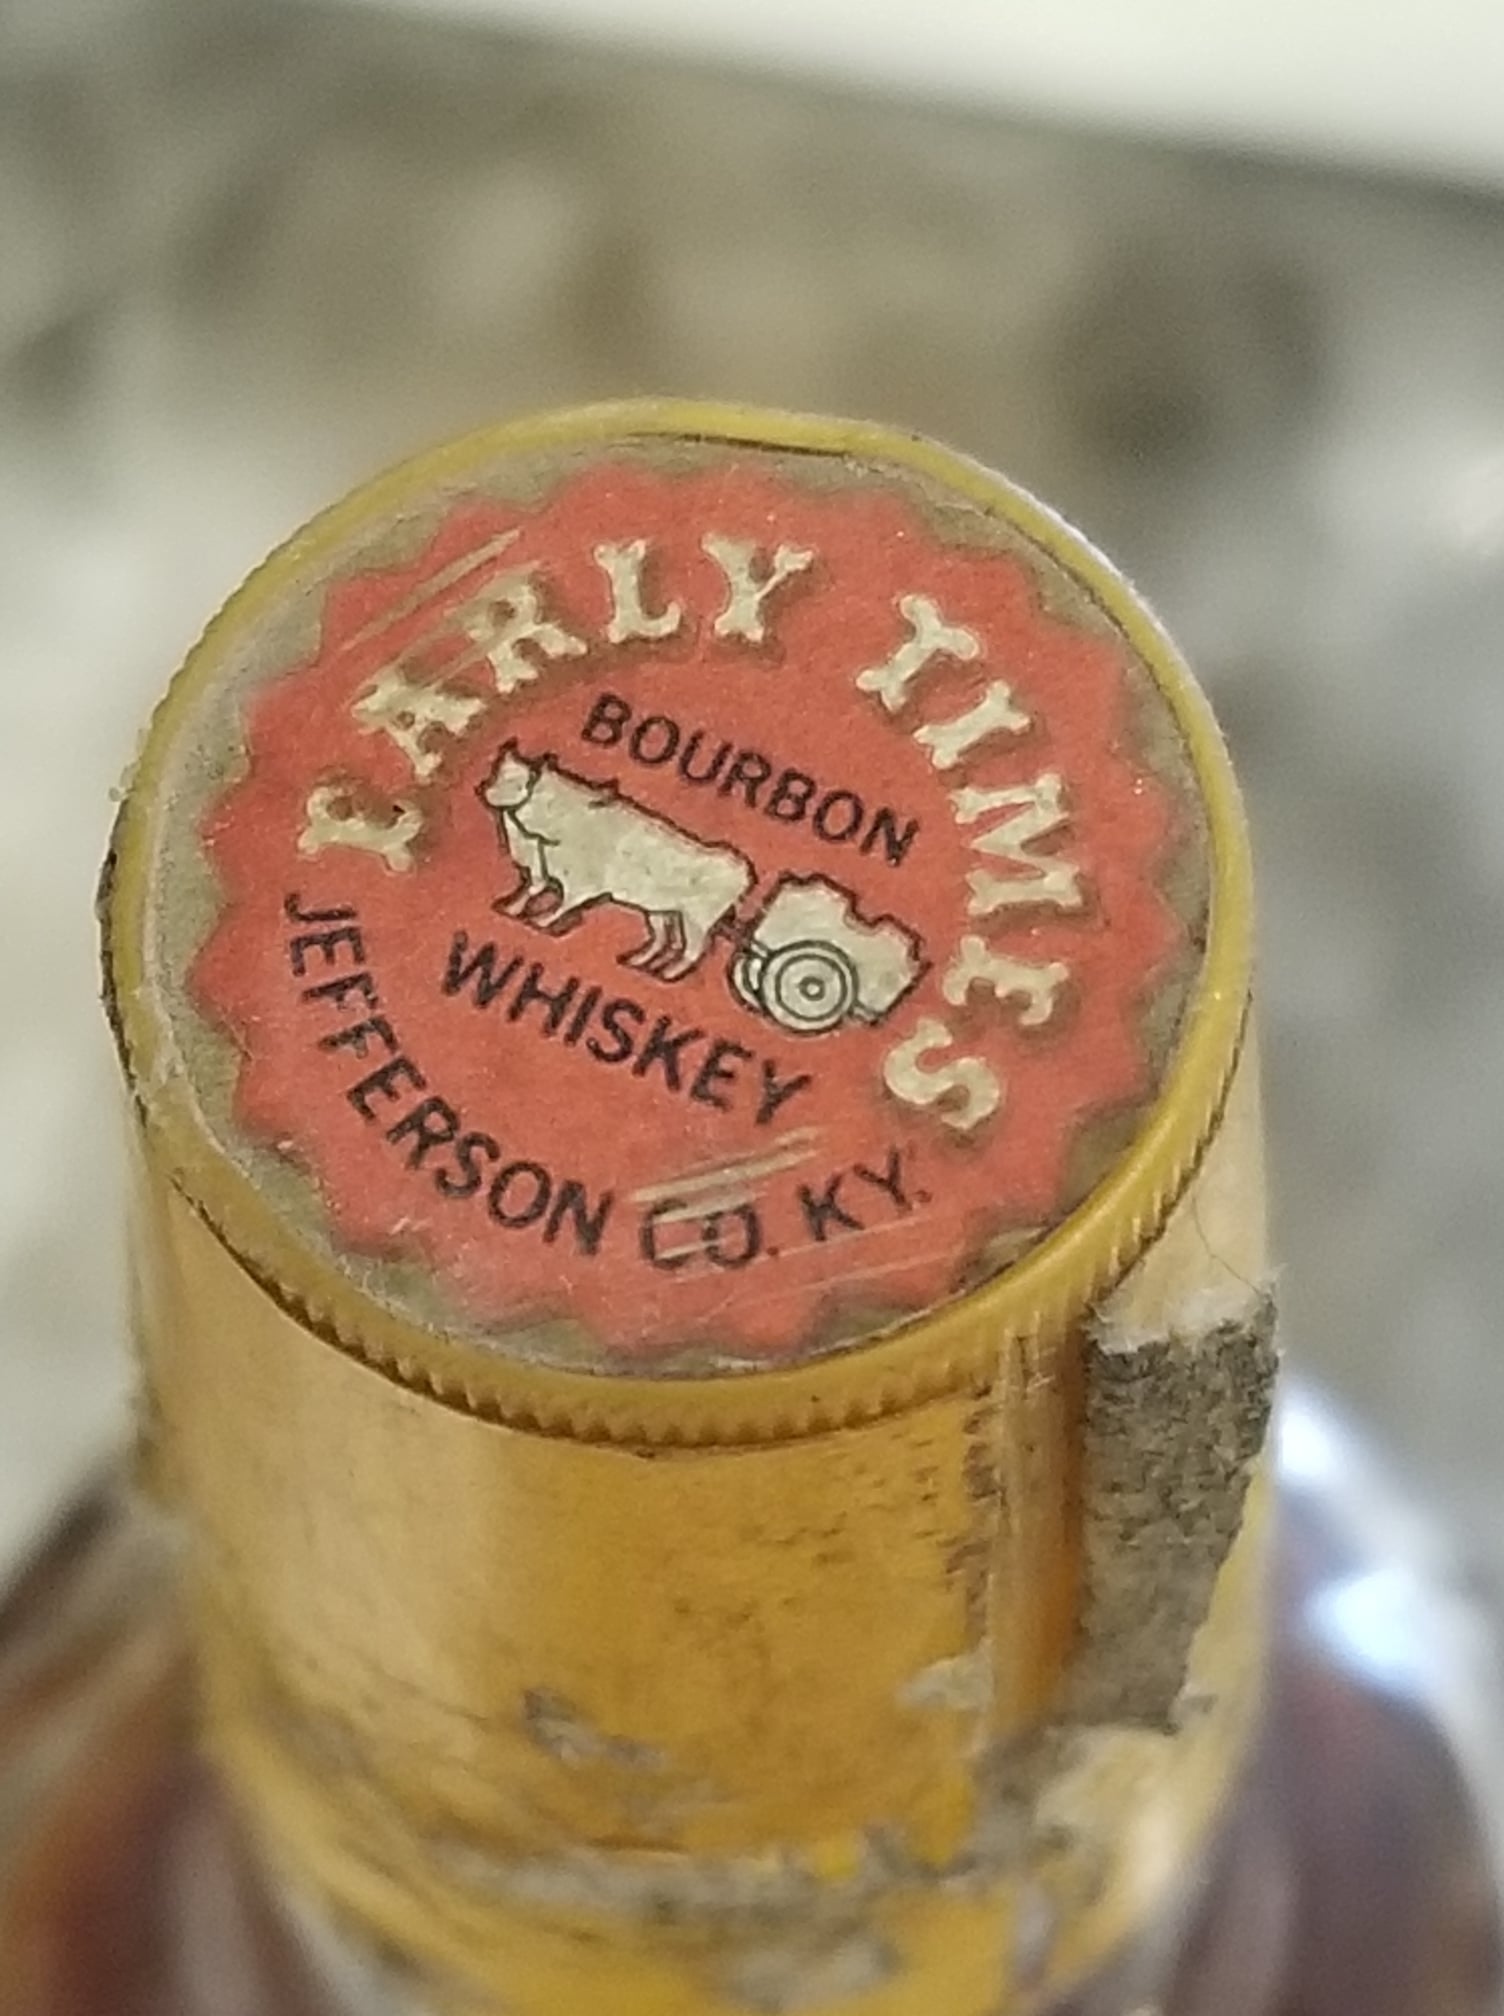 EARLY TIMES
BOURBON
WHISKEY
JEFFERSON CO. KY.